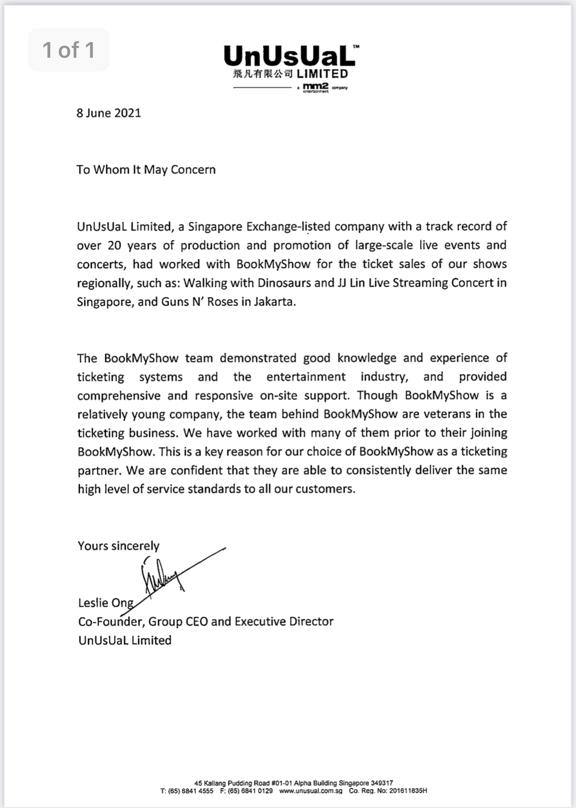 1 of 1
UnUsUaL™
飛凡有限公司 LIMITED
a mm2 company
entertainment
8 June 2021
To Whom It May Concern
UnUsUaL Limited, a Singapore Exchange-listed company with a track record of
over 20 years of production and promotion of large-scale live events and
concerts, had worked with BookMyShow for the ticket sales of our shows
regionally, such as: Walking with Dinosaurs and JJ Lin Live Streaming Concert in
Singapore, and Guns N’ Roses in Jakarta.
The BookMyShow team demonstrated good knowledge and experience of
ticketing systems and the entertainment industry, and provided
comprehensive and responsive on-site support. Though BookMyShow is a
relatively young company, the team behind BookMyShow are veterans in the
ticketing business. We have worked with many of them prior to their joining
BookMyShow. This is a key reason for our choice of BookMyShow as a ticketing
partner. We are confident that they are able to consistently deliver the same
high level of service standards to all our customers.
Yours sincerely
Leslie Ong
Co-Founder, Group CEO and Executive Director
UnUsUaL Limited
45 Kallang Pudding Road #01-01 Alpha Building Singapore 349317
T: (65) 6841 4555 F: (65) 6841 0129 www.unusual.com.sg Co. Reg. No: 201611835H